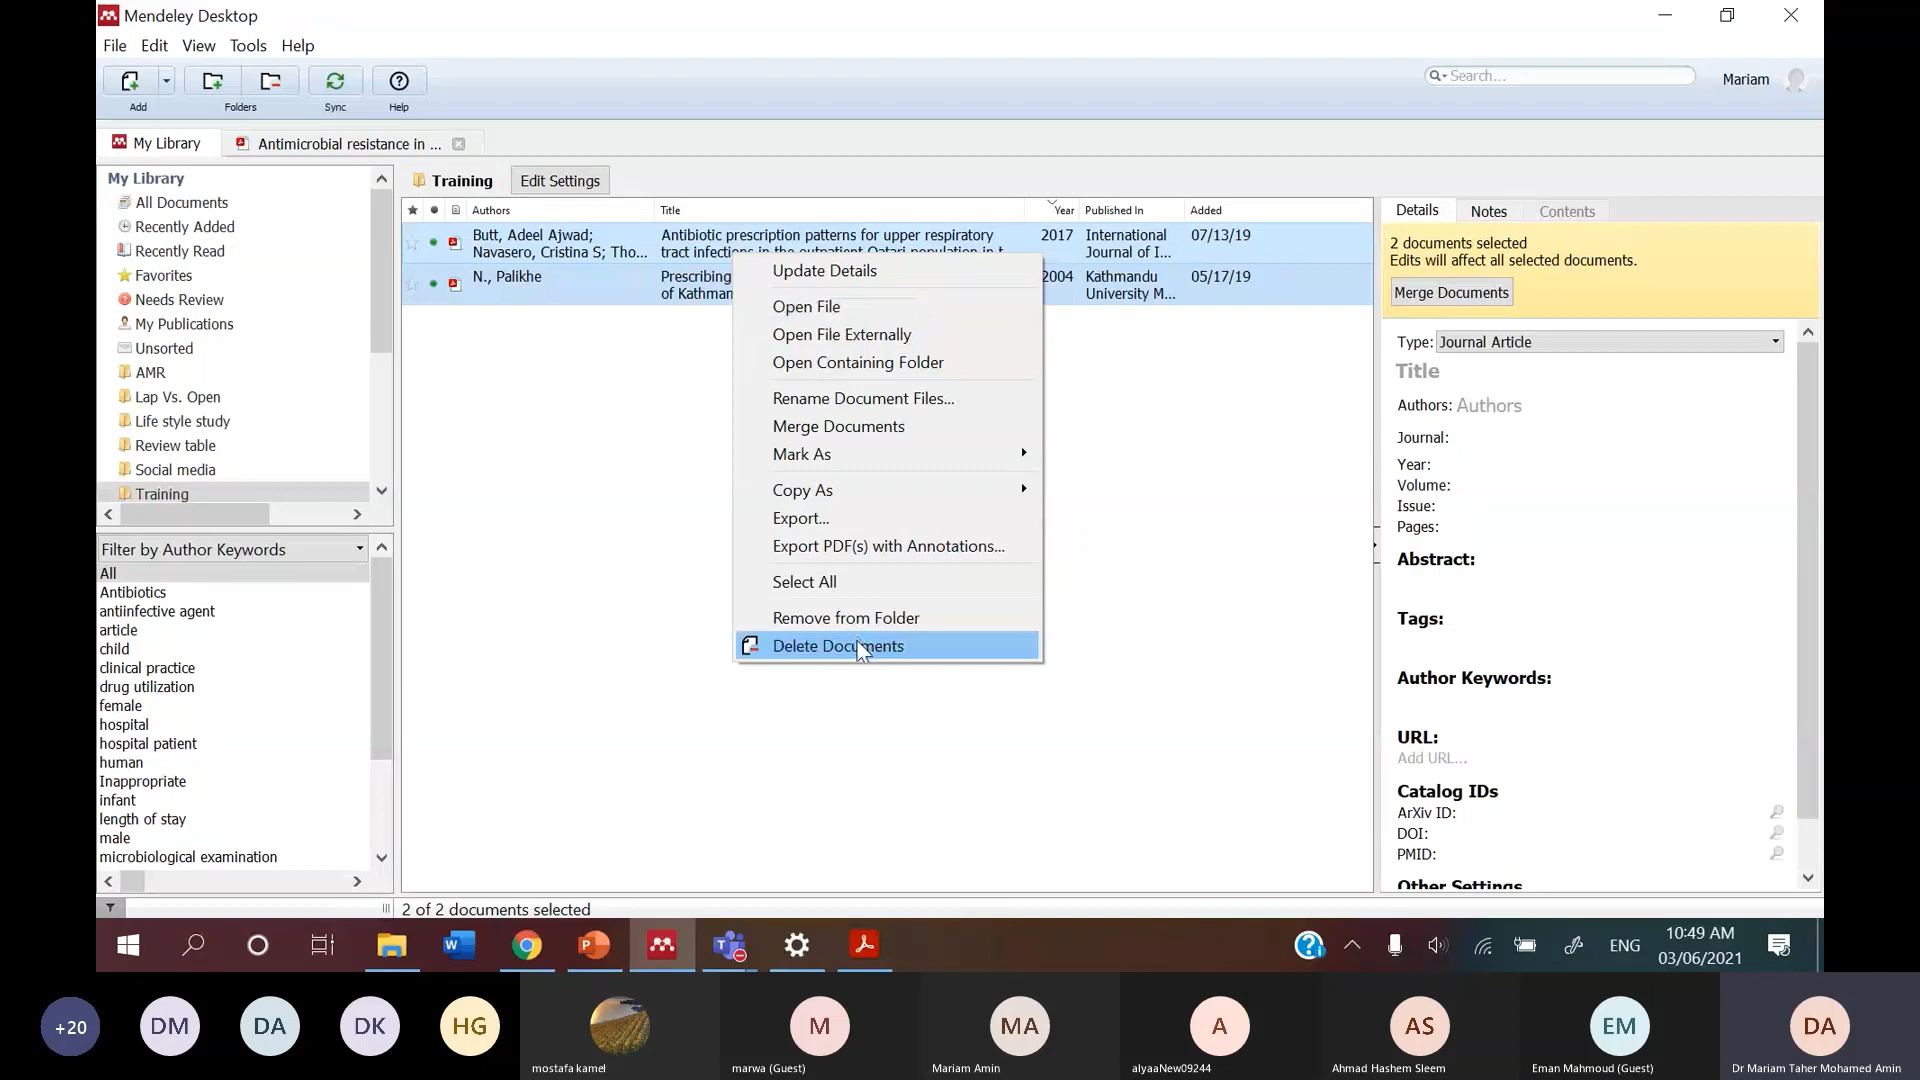 Mendeley Desktop
File Edit View Tools Help
Search...
Mariam
Add Folders Sync Help
My Library
Antimicrobial resistance in ...
My Library
All Documents
Recently Added
Recently Read
Favorites
Needs Review
My Publications
Unsorted
AMR
Lap Vs. Open
Life style study
Review table
Social media
Training
Filter by Author Keywords
All
Antibiotics
antiinfective agent
article
child
clinical practice
drug utilization
female
hospital
hospital patient
human
Inappropriate
infant
length of stay
male
microbiological examination
Training Edit Settings
Authors Title Year Published In Added
Butt, Adeel Ajwad; Antibiotic prescription patterns for upper respiratory 2017 International 07/13/19
Navasero, Cristina S; Tho... tract infections in the outpatient Qatari population in t Journal of I...
N., Palikhe Prescribing 2004 Kathmandu 05/17/19
of Kathman University M...
Update Details
Open File
Open File Externally
Open Containing Folder
Rename Document Files...
Merge Documents
Mark As
Copy As
Export...
Export PDF(s) with Annotations...
Select All
Remove from Folder
Delete Documents
2 of 2 documents selected
Details Notes Contents
2 documents selected
Edits will affect all selected documents.
Merge Documents
Type: Journal Article
Title
Authors: Authors
Journal:
Year:
Volume:
Issue:
Pages:
Abstract:
Tags:
Author Keywords:
URL:
Add URL...
Catalog IDs
ArXiv ID:
DOI:
PMID:
Other Settings
ENG
10:49 AM
03/06/2021
+20 DM DA DK HG M MA A AS EM DA
mostafa kamel marwa (Guest) Mariam Amin alyaaNew09244 Ahmad Hashem Sleem Eman Mahmoud (Guest) Dr Mariam Taher Mohamed Amin